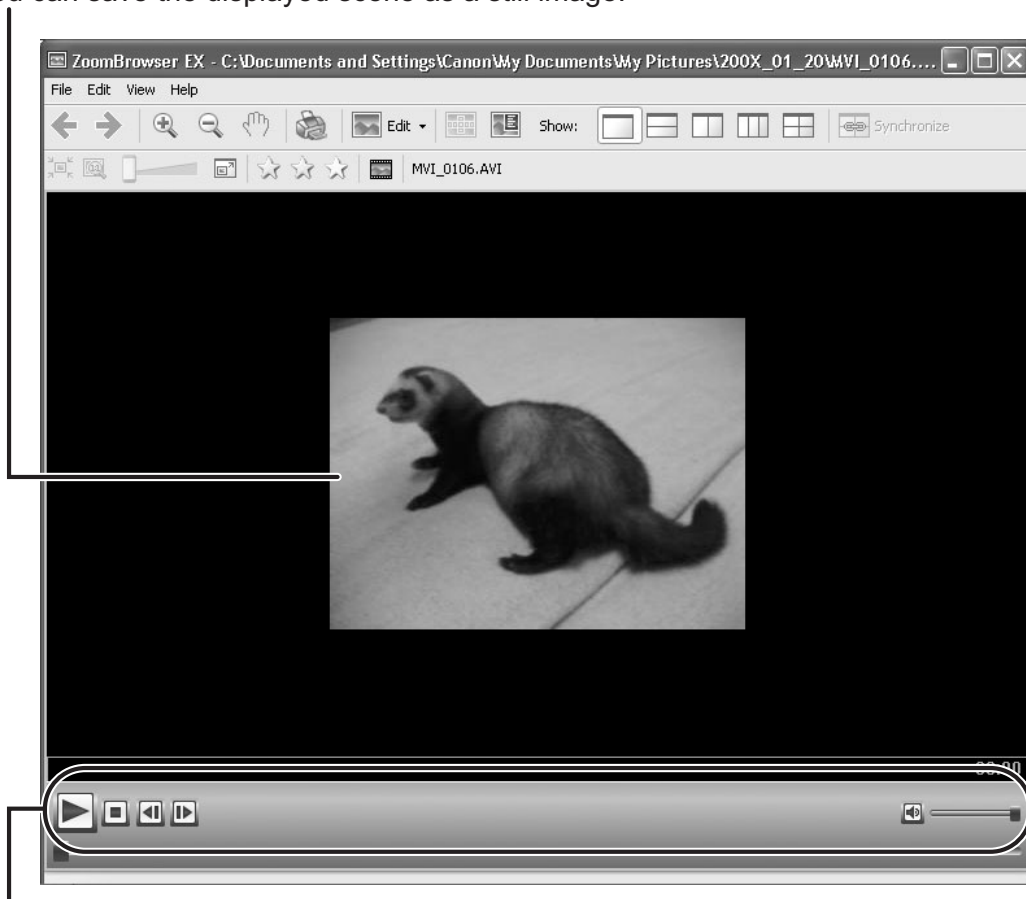 ou can save the displayed scene as a still image.
ZoomBrowser EX - C:\Documents and Settings\Canon\My Documents\My Pictures\200X_01_20\MVI_0106....
File Edit View Help
Edit Show: Synchronize
MVI_0106.AVI